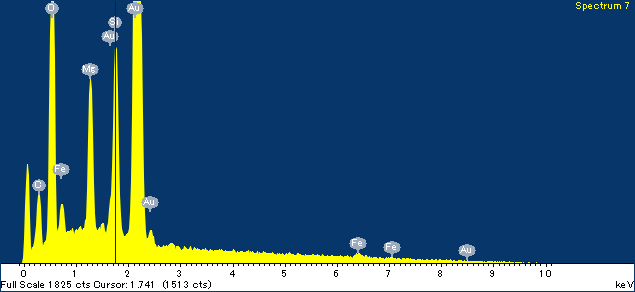 Spectrum 7
O
Au
Si
Au
Mg
Fe
Au
Fe
Fe
Au
0 1 2 3 4 5 6 7 8 9 10
Full Scale 1825 cts Cursor: 1.741 (1513 cts) keV